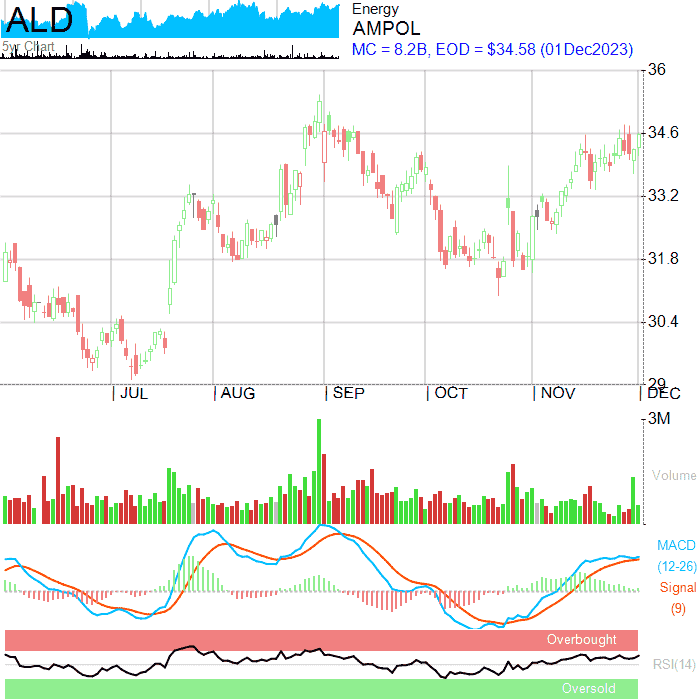 ALD
5yr Chart
Energy
AMPOL
MC = 8.2B, EOD = $34.58 (01Dec2023)
36
34.6
33.2
31.8
30.4
29
JUL AUG SEP OCT NOV DEC
3M
Volume
MACD
(12-26)
Signal
(9)
Overbought
RSI(14)
Oversold